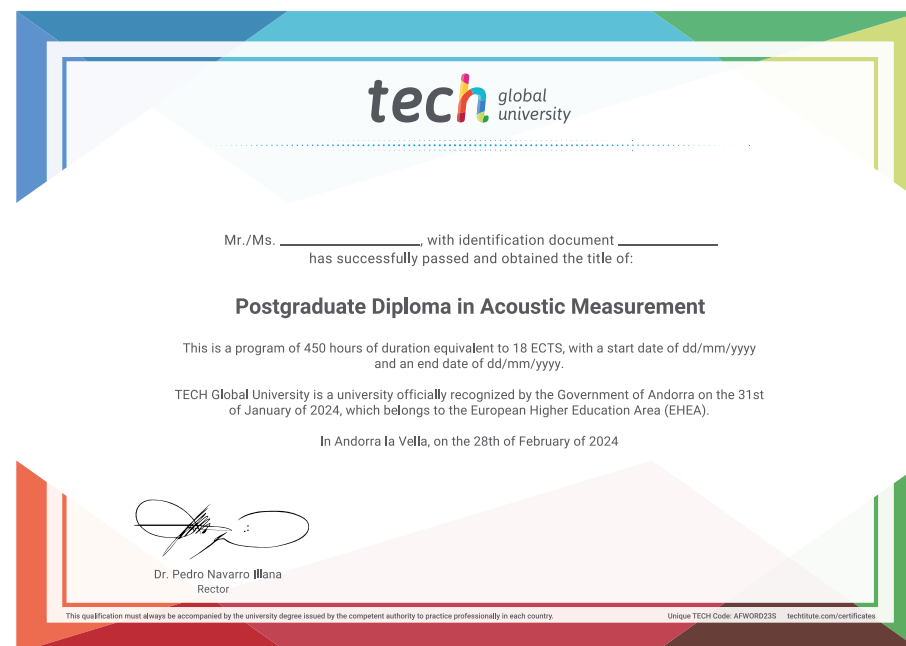 tech global university
Mr./Ms. ____________________, with identification document ______________
has successfully passed and obtained the title of:
Postgraduate Diploma in Acoustic Measurement
This is a program of 450 hours of duration equivalent to 18 ECTS, with a start date of dd/mm/yyyy
and an end date of dd/mm/yyyy.
TECH Global University is a university officially recognized by the Government of Andorra on the 31st
of January of 2024, which belongs to the European Higher Education Area (EHEA).
In Andorra la Vella, on the 28th of February of 2024
Dr. Pedro Navarro Illana
Rector
This qualification must always be accompanied by the university degree issued by the competent authority to practice professionally in each country.
Unique TECH Code: AFWORD23S techtitute.com/certificates